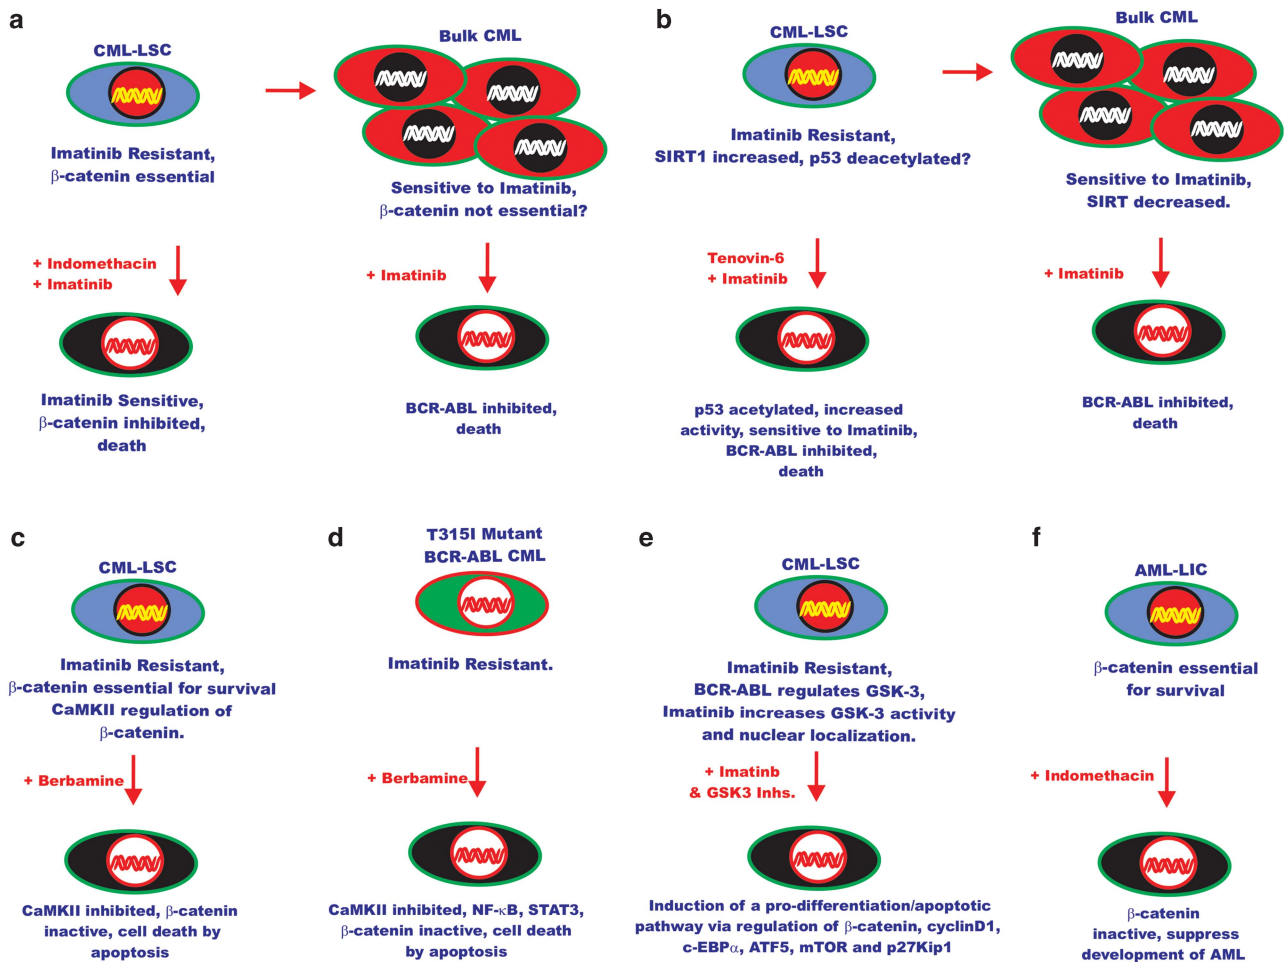 a
CML-LSC
Imatinib Resistant,
β-catenin essential
Bulk CML
Sensitive to Imatinib,
β-catenin not essential?
+ Indomethacin
+ Imatinib
+ Imatinib
Imatinib Sensitive,
β-catenin inhibited,
death
BCR-ABL inhibited,
death
b
CML-LSC
Imatinib Resistant,
SIRT1 increased, p53 deacetylated?
Bulk CML
Sensitive to Imatinib,
SIRT decreased.
Tenovin-6
+ Imatinib
+ Imatinib
p53 acetylated, increased
activity, sensitive to Imatinib,
BCR-ABL inhibited,
death
BCR-ABL inhibited,
death
c
CML-LSC
Imatinib Resistant,
β-catenin essential for survival
CaMKII regulation of
β-catenin.
+ Berbamine
CaMKII inhibited, β-catenin
inactive, cell death by
apoptosis
d
T315I Mutant
BCR-ABL CML
Imatinib Resistant.
+ Berbamine
CaMKII inhibited, NF-κB, STAT3,
β-catenin inactive, cell death
by apoptosis
e
CML-LSC
Imatinib Resistant,
BCR-ABL regulates GSK-3,
Imatinib increases GSK-3 activity
and nuclear localization.
+ Imatinb
& GSK3 Inhs.
Induction of a pro-differentiation/apoptotic
pathway via regulation of β-catenin, cyclinD1,
c-EBPα, ATF5, mTOR and p27Kip1
f
AML-LIC
β-catenin essential
for survival
+ Indomethacin
β-catenin
inactive, suppress
development of AML